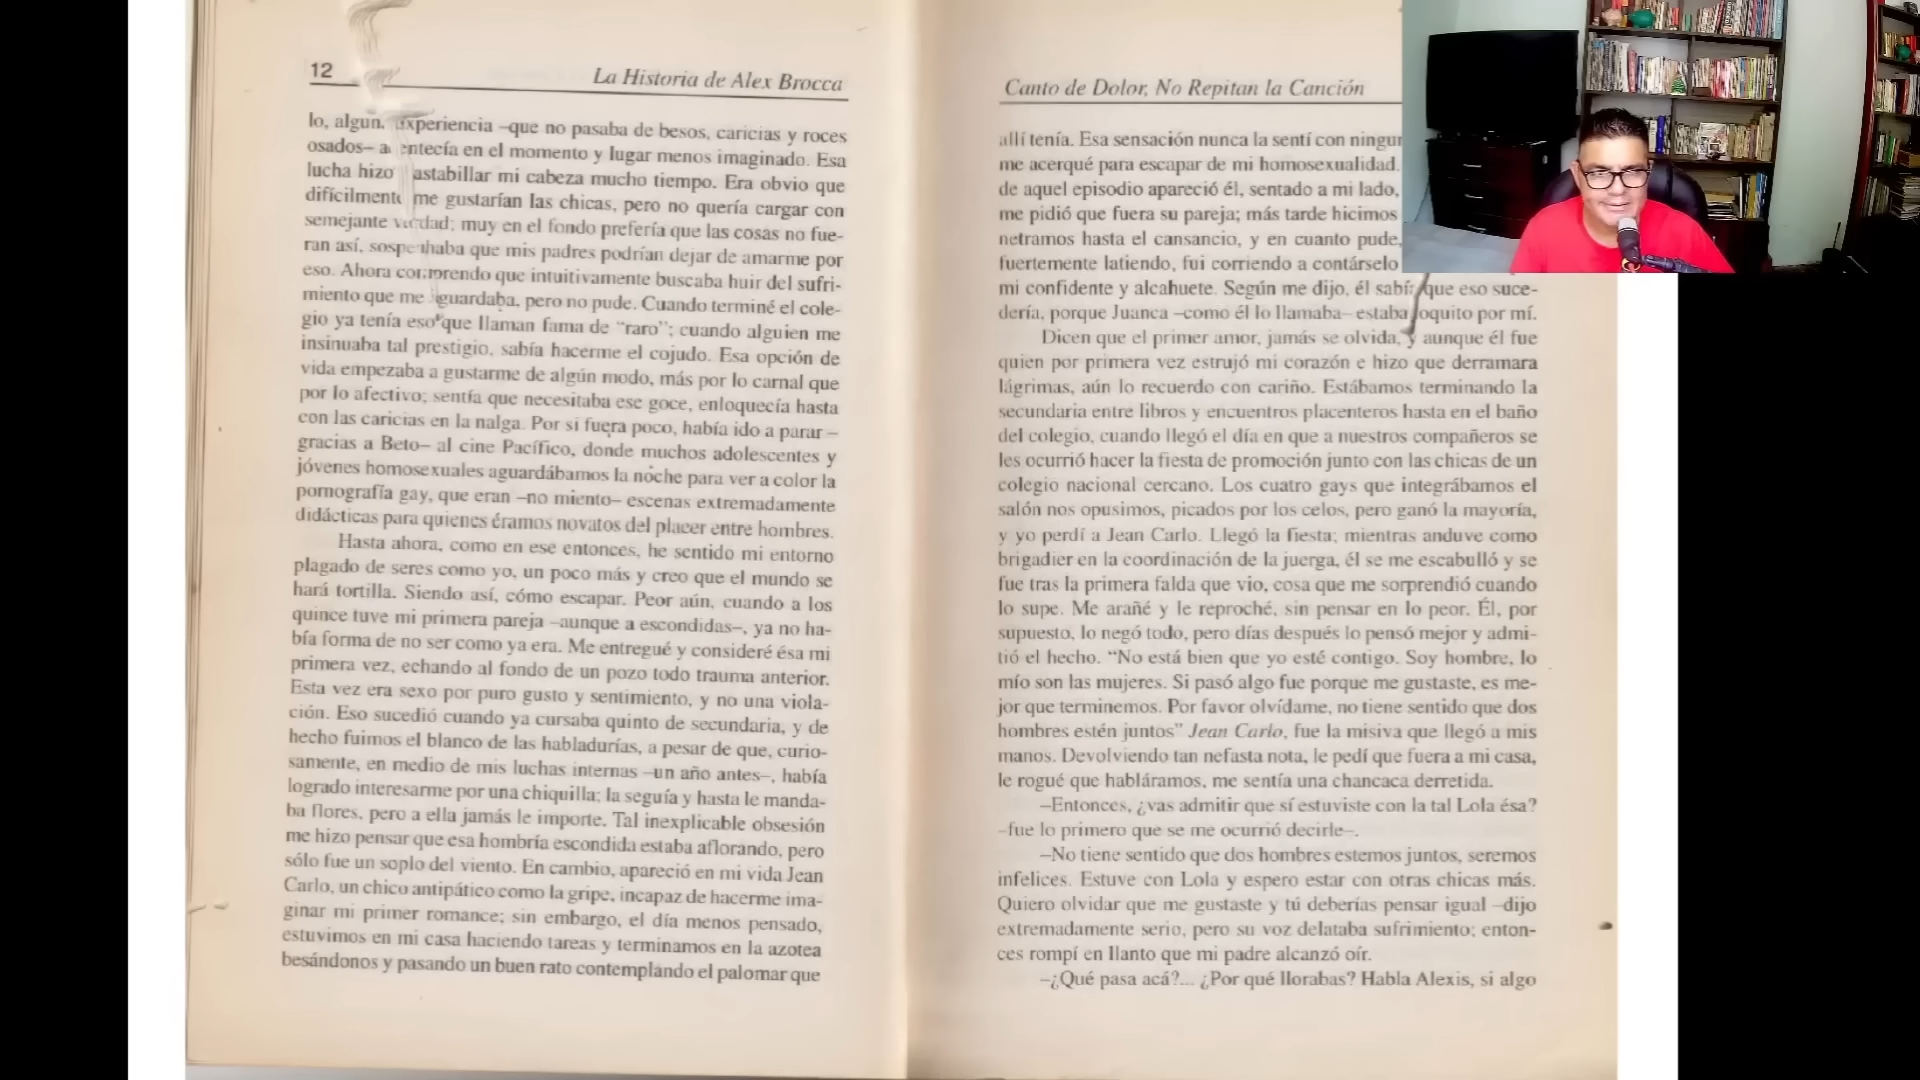 12
La Historia de Alex Brocca
lo, algun. experiencia –que no pasaba de besos, caricias y roces
osados– a entecía en el momento y lugar menos imaginado. Esa
lucha hizo astabillar mi cabeza mucho tiempo. Era obvio que
difícilmente me gustarían las chicas, pero no quería cargar con
semejante verdad; muy en el fondo prefería que las cosas no fue-
ran así, sospechaba que mis padres podrían dejar de amarme por
eso. Ahora comprendo que intuitivamente buscaba huir del sufri-
miento que me aguardaba, pero no pude. Cuando terminé el cole-
gio ya tenía eso que llaman fama de “raro”; cuando alguien me
insinuaba tal prestigio, sabía hacerme el cojudo. Esa opción de
vida empezaba a gustarme de algún modo, más por lo carnal que
por lo afectivo; sentía que necesitaba ese goce, enloquecía hasta
con las caricias en la nalga. Por si fuera poco, había ido a parar –
gracias a Beto– al cine Pacífico, donde muchos adolescentes y
jóvenes homosexuales aguardábamos la noche para ver a color la
pornografía gay, que eran –no miento– escenas extremadamente
didácticas para quienes éramos novatos del placer entre hombres.
Hasta ahora, como en ese entonces, he sentido mi entorno
plagado de seres como yo, un poco más y creo que el mundo se
hará tortilla. Siendo así, cómo escapar. Peor aún, cuando a los
quince tuve mi primera pareja –aunque a escondidas–, ya no ha-
bía forma de no ser como ya era. Me entregué y consideré ésa mi
primera vez, echando al fondo de un pozo todo trauma anterior.
Esta vez era sexo por puro gusto y sentimiento, y no una viola-
ción. Eso sucedió cuando ya cursaba quinto de secundaria, y de
hecho fuimos el blanco de las habladurías, a pesar de que, curio-
samente, en medio de mis luchas internas –un año antes–, había
logrado interesarme por una chiquilla; la seguía y hasta le manda-
ba flores, pero a ella jamás le importe. Tal inexplicable obsesión
me hizo pensar que esa hombría escondida estaba aflorando, pero
sólo fue un soplo del viento. En cambio, apareció en mi vida Jean
Carlo, un chico antipático como la gripe, incapaz de hacerme ima-
ginar mi primer romance; sin embargo, el día menos pensado,
estuvimos en mi casa haciendo tareas y terminamos en la azotea
besándonos y pasando un buen rato contemplando el palomar que
Canto de Dolor, No Repitan la Canción
allí tenía. Esa sensación nunca la sentí con ningun
me acerqué para escapar de mi homosexualidad.
de aquel episodio apareció él, sentado a mi lado,
me pidió que fuera su pareja; más tarde hicimos
netramos hasta el cansancio, y en cuanto pude,
fuertemente latiendo, fui corriendo a contárselo
mi confidente y alcahuete. Según me dijo, él sabía que eso suce-
dería, porque Juanca –como él lo llamaba– estaba loquito por mí.
Dicen que el primer amor, jamás se olvida, y aunque él fue
quien por primera vez estrujó mi corazón e hizo que derramara
lágrimas, aún lo recuerdo con cariño. Estábamos terminando la
secundaria entre libros y encuentros placenteros hasta en el baño
del colegio, cuando llegó el día en que a nuestros compañeros se
les ocurrió hacer la fiesta de promoción junto con las chicas de un
colegio nacional cercano. Los cuatro gays que integrábamos el
salón nos opusimos, picados por los celos, pero ganó la mayoría,
y yo perdí a Jean Carlo. Llegó la fiesta; mientras anduve como
brigadier en la coordinación de la juerga, él se me escabulló y se
fue tras la primera falda que vio, cosa que me sorprendió cuando
lo supe. Me arañé y le reproché, sin pensar en lo peor. Él, por
supuesto, lo negó todo, pero días después lo pensó mejor y admi-
tió el hecho. “No está bien que yo esté contigo. Soy hombre, lo
mío son las mujeres. Si pasó algo fue porque me gustaste, es me-
jor que terminemos. Por favor olvídame, no tiene sentido que dos
hombres estén juntos” Jean Carlo, fue la misiva que llegó a mis
manos. Devolviendo tan nefasta nota, le pedí que fuera a mi casa,
le rogué que habláramos, me sentía una chancaca derretida.
–Entonces, ¿vas admitir que sí estuviste con la tal Lola ésa?
–fue lo primero que se me ocurrió decirle–.
–No tiene sentido que dos hombres estemos juntos, seremos
infelices. Estuve con Lola y espero estar con otras chicas más.
Quiero olvidar que me gustaste y tú deberías pensar igual –dijo
extremadamente serio, pero su voz delataba sufrimiento; enton-
ces rompí en llanto que mi padre alcanzó oír.
–¿Qué pasa acá?... ¿Por qué llorabas? Habla Alexis, si algo